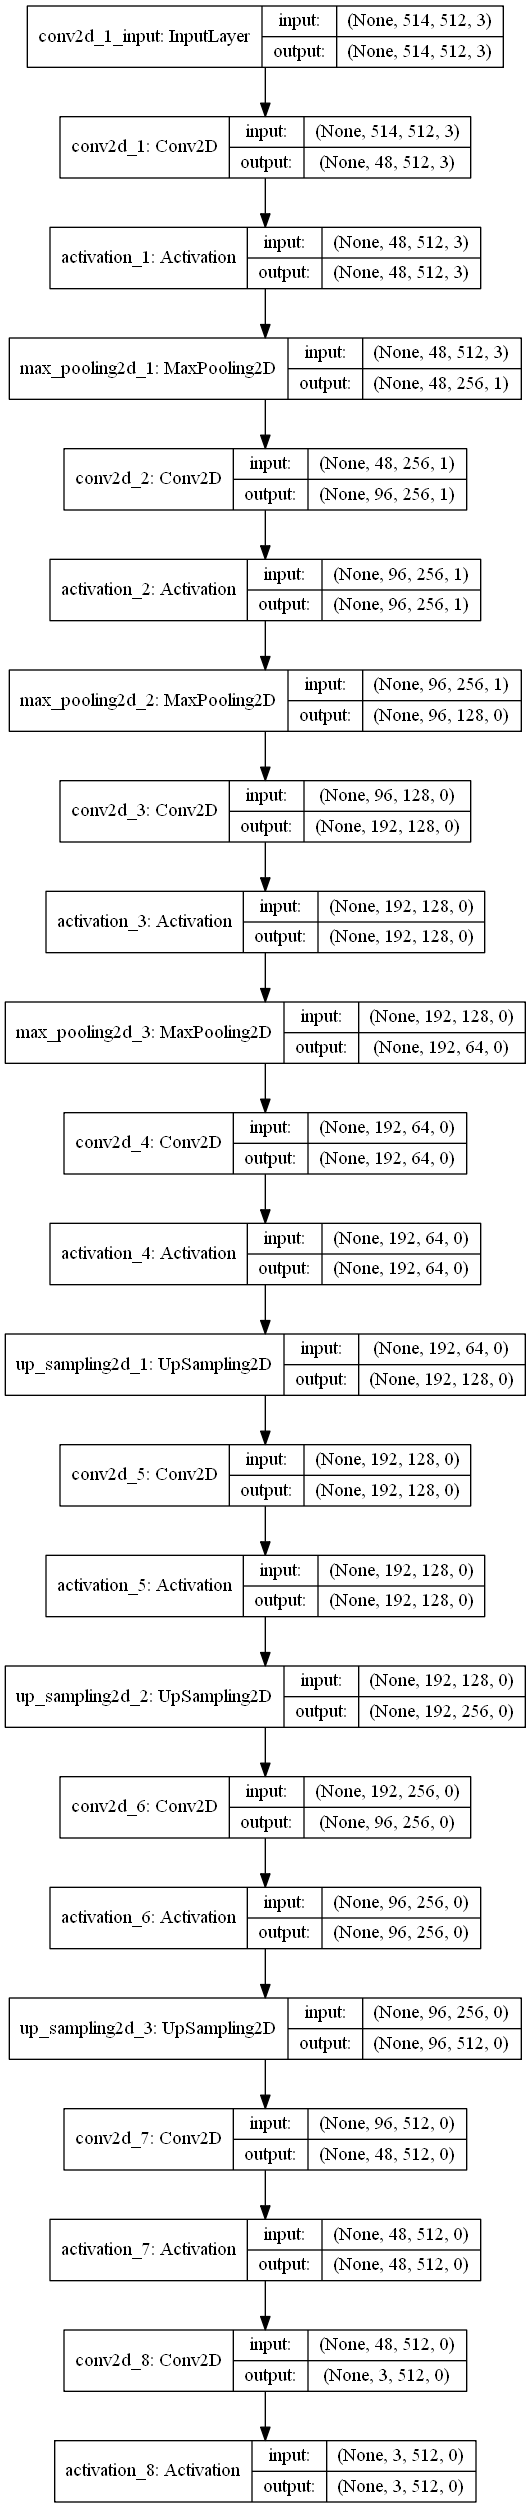 conv2d_1_input: InputLayer
input:
(None, 514, 512, 3)
output:
(None, 514, 512, 3)
conv2d_1: Conv2D
input:
(None, 514, 512, 3)
output:
(None, 48, 512, 3)
activation_1: Activation
input:
(None, 48, 512, 3)
output:
(None, 48, 512, 3)
max_pooling2d_1: MaxPooling2D
input:
(None, 48, 512, 3)
output:
(None, 48, 256, 1)
conv2d_2: Conv2D
input:
(None, 48, 256, 1)
output:
(None, 96, 256, 1)
activation_2: Activation
input:
(None, 96, 256, 1)
output:
(None, 96, 256, 1)
max_pooling2d_2: MaxPooling2D
input:
(None, 96, 256, 1)
output:
(None, 96, 128, 0)
conv2d_3: Conv2D
input:
(None, 96, 128, 0)
output:
(None, 192, 128, 0)
activation_3: Activation
input:
(None, 192, 128, 0)
output:
(None, 192, 128, 0)
max_pooling2d_3: MaxPooling2D
input:
(None, 192, 128, 0)
output:
(None, 192, 64, 0)
conv2d_4: Conv2D
input:
(None, 192, 64, 0)
output:
(None, 192, 64, 0)
activation_4: Activation
input:
(None, 192, 64, 0)
output:
(None, 192, 64, 0)
up_sampling2d_1: UpSampling2D
input:
(None, 192, 64, 0)
output:
(None, 192, 128, 0)
conv2d_5: Conv2D
input:
(None, 192, 128, 0)
output:
(None, 192, 128, 0)
activation_5: Activation
input:
(None, 192, 128, 0)
output:
(None, 192, 128, 0)
up_sampling2d_2: UpSampling2D
input:
(None, 192, 128, 0)
output:
(None, 192, 256, 0)
conv2d_6: Conv2D
input:
(None, 192, 256, 0)
output:
(None, 96, 256, 0)
activation_6: Activation
input:
(None, 96, 256, 0)
output:
(None, 96, 256, 0)
up_sampling2d_3: UpSampling2D
input:
(None, 96, 256, 0)
output:
(None, 96, 512, 0)
conv2d_7: Conv2D
input:
(None, 96, 512, 0)
output:
(None, 48, 512, 0)
activation_7: Activation
input:
(None, 48, 512, 0)
output:
(None, 48, 512, 0)
conv2d_8: Conv2D
input:
(None, 48, 512, 0)
output:
(None, 3, 512, 0)
activation_8: Activation
input:
(None, 3, 512, 0)
output:
(None, 3, 512, 0)